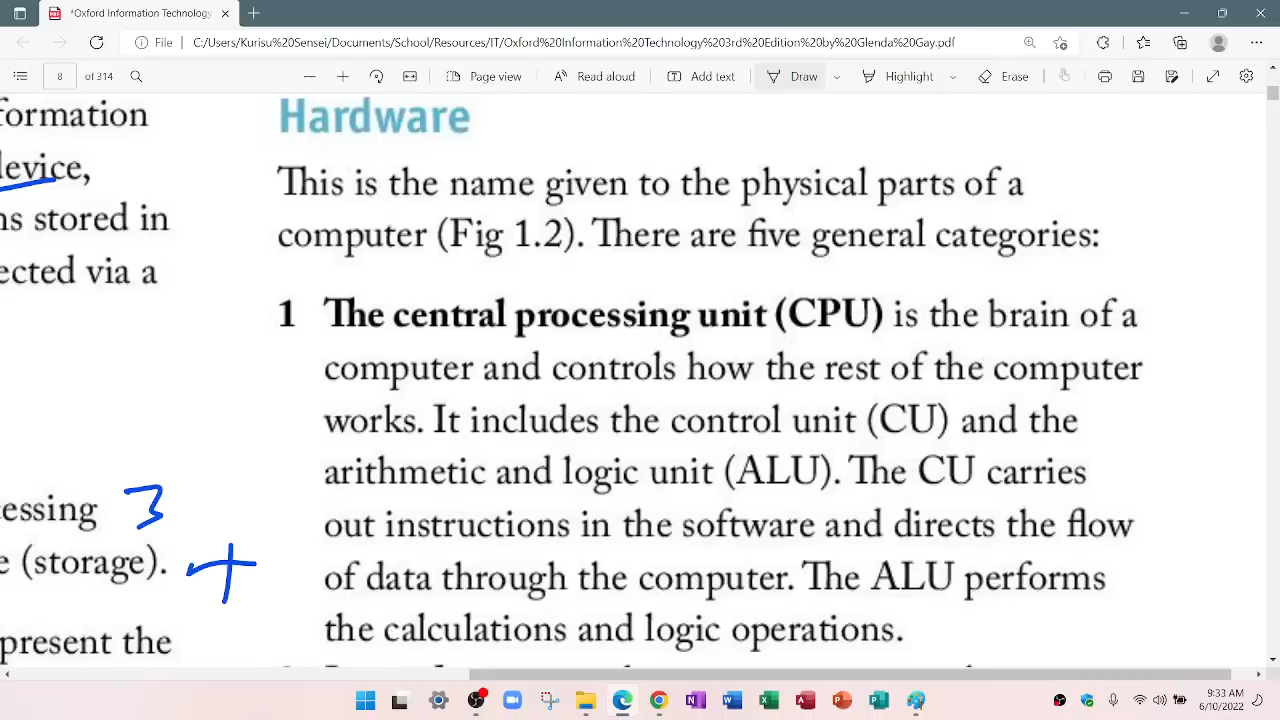 *Oxford Information Technology
File
C:/Users/Kurisu%20Sensei/Documents/School/Resources/IT/Oxford%20Information%20Technology%203rd%20Edition%20by%20Glenda%20Gay.pdf
8 of 314
Page view
Read aloud
Add text
Draw
Highlight
Erase
formation
device,
ns stored in
ected via a
cessing 3
e (storage). +
present the
Hardware
This is the name given to the physical parts of a
computer (Fig 1.2). There are five general categories:
1 The central processing unit (CPU) is the brain of a
computer and controls how the rest of the computer
works. It includes the control unit (CU) and the
arithmetic and logic unit (ALU). The CU carries
out instructions in the software and directs the flow
of data through the computer. The ALU performs
the calculations and logic operations.
9:33 AM
6/10/2022